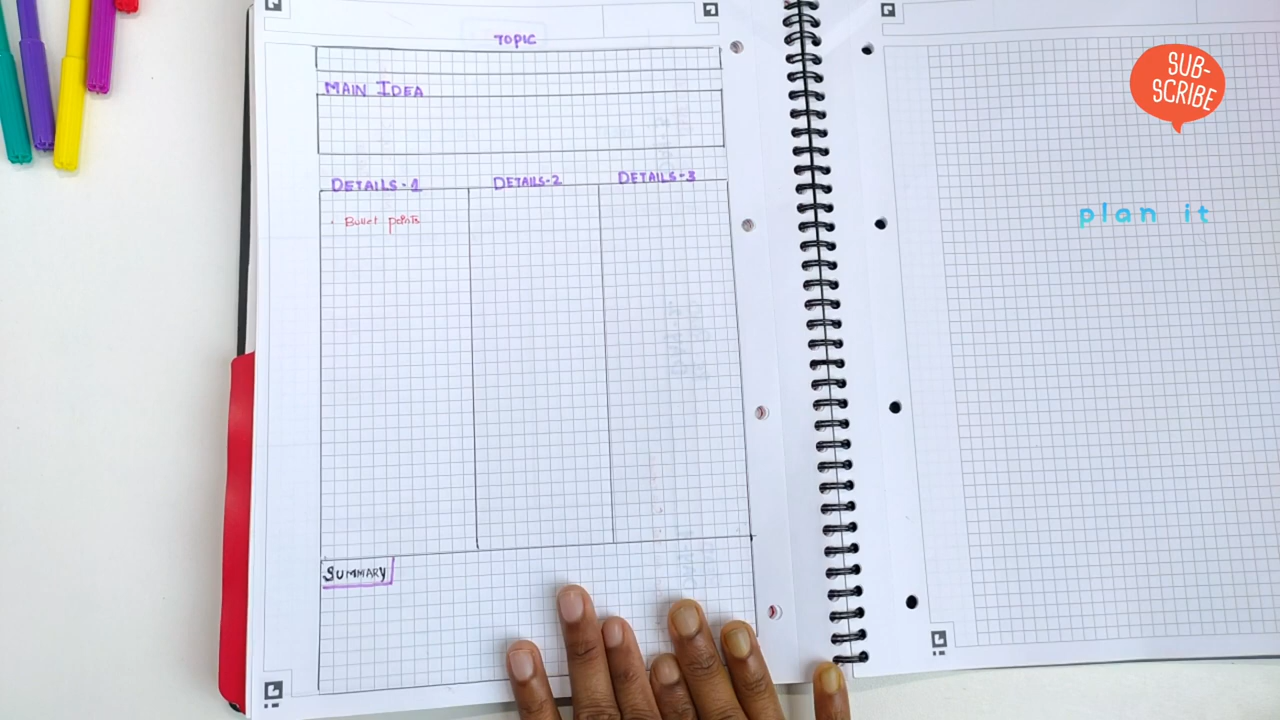 TOPIC
MAIN IDEA
DETAILS-1 DETAILS-2 DETAILS-3
· Bullet points
SUMMARY
SUB-
SCRIBE
plan it